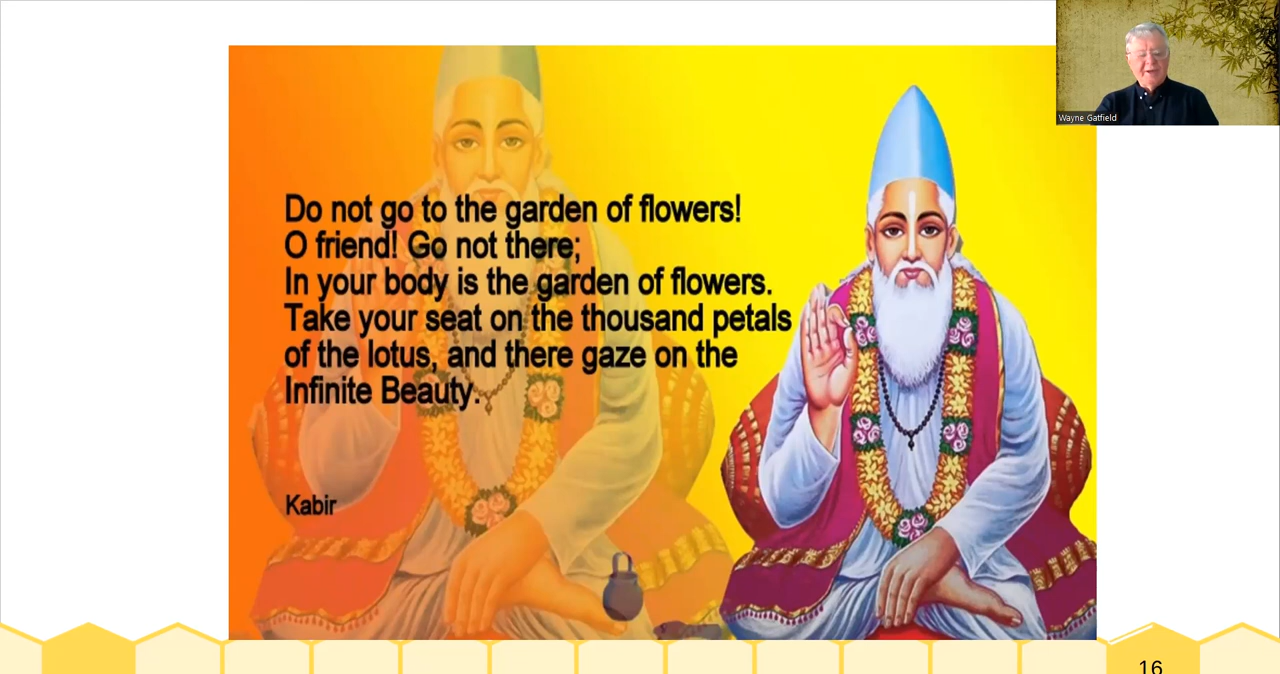 Wayne Gatfield
Do not go to the garden of flowers!
O friend! Go not there;
In your body is the garden of flowers.
Take your seat on the thousand petals
of the lotus, and there gaze on the
Infinite Beauty.
Kabir
16